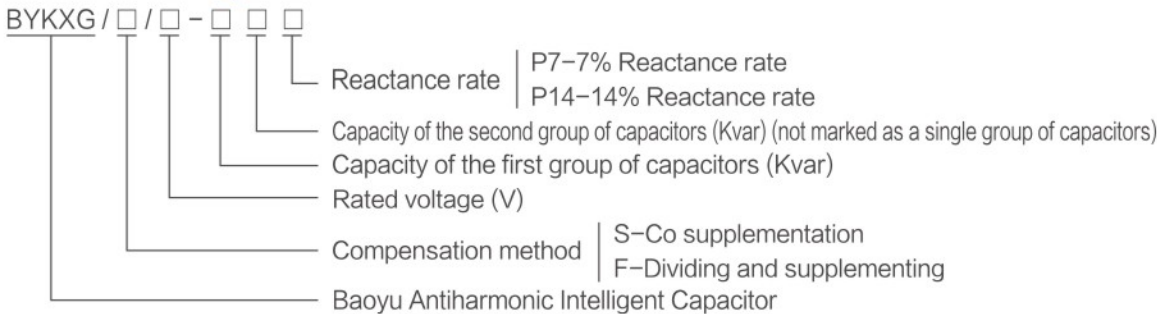 BYKXG / □ / □ - □ □ □
P7-7% Reactance rate
Reactance rate
P14-14% Reactance rate
Capacity of the second group of capacitors (Kvar) (not marked as a single group of capacitors)
Capacity of the first group of capacitors (Kvar)
Rated voltage (V)
S-Co supplementation
Compensation method
F-Dividing and supplementing
Baoyu Antiharmonic Intelligent Capacitor